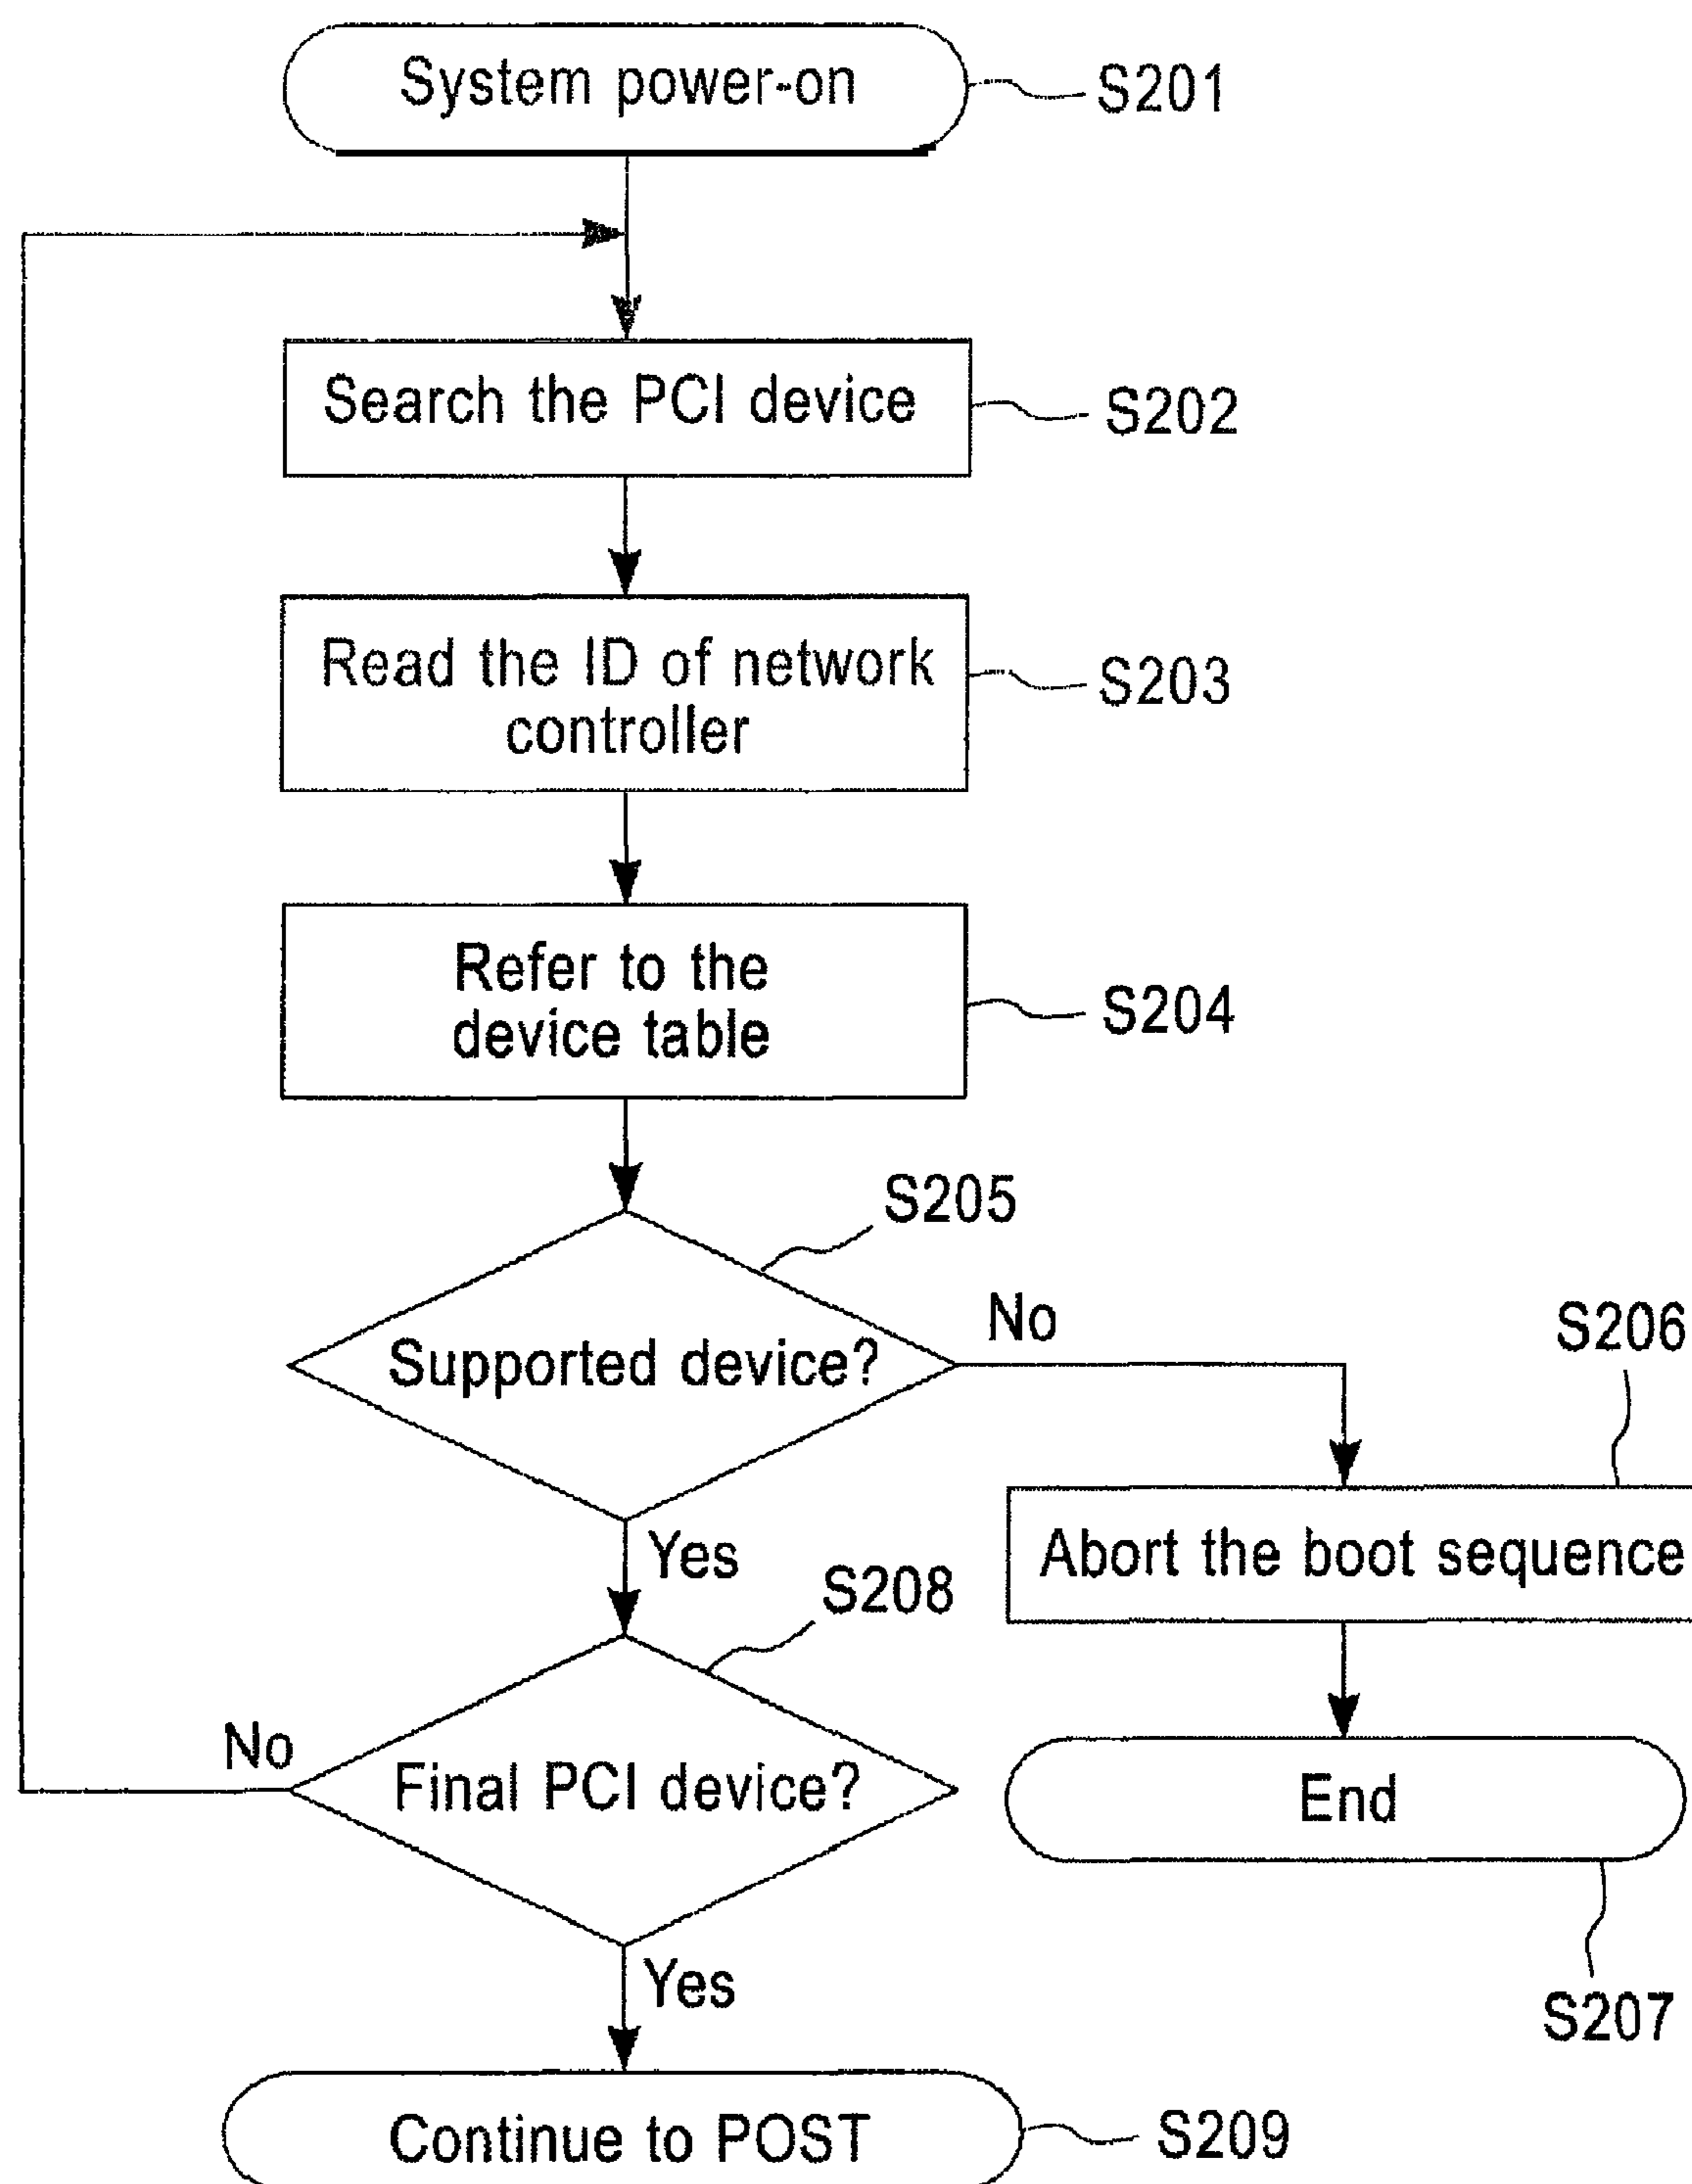 System power-on
S201
Search the PCI device
S202
Read the ID of network
controller
S203
Refer to the
device table
S204
S205
Supported device?
No
Yes
S206
Abort the boot sequence
S208
Final PCI device?
No
Yes
End
S207
Continue to POST
S209